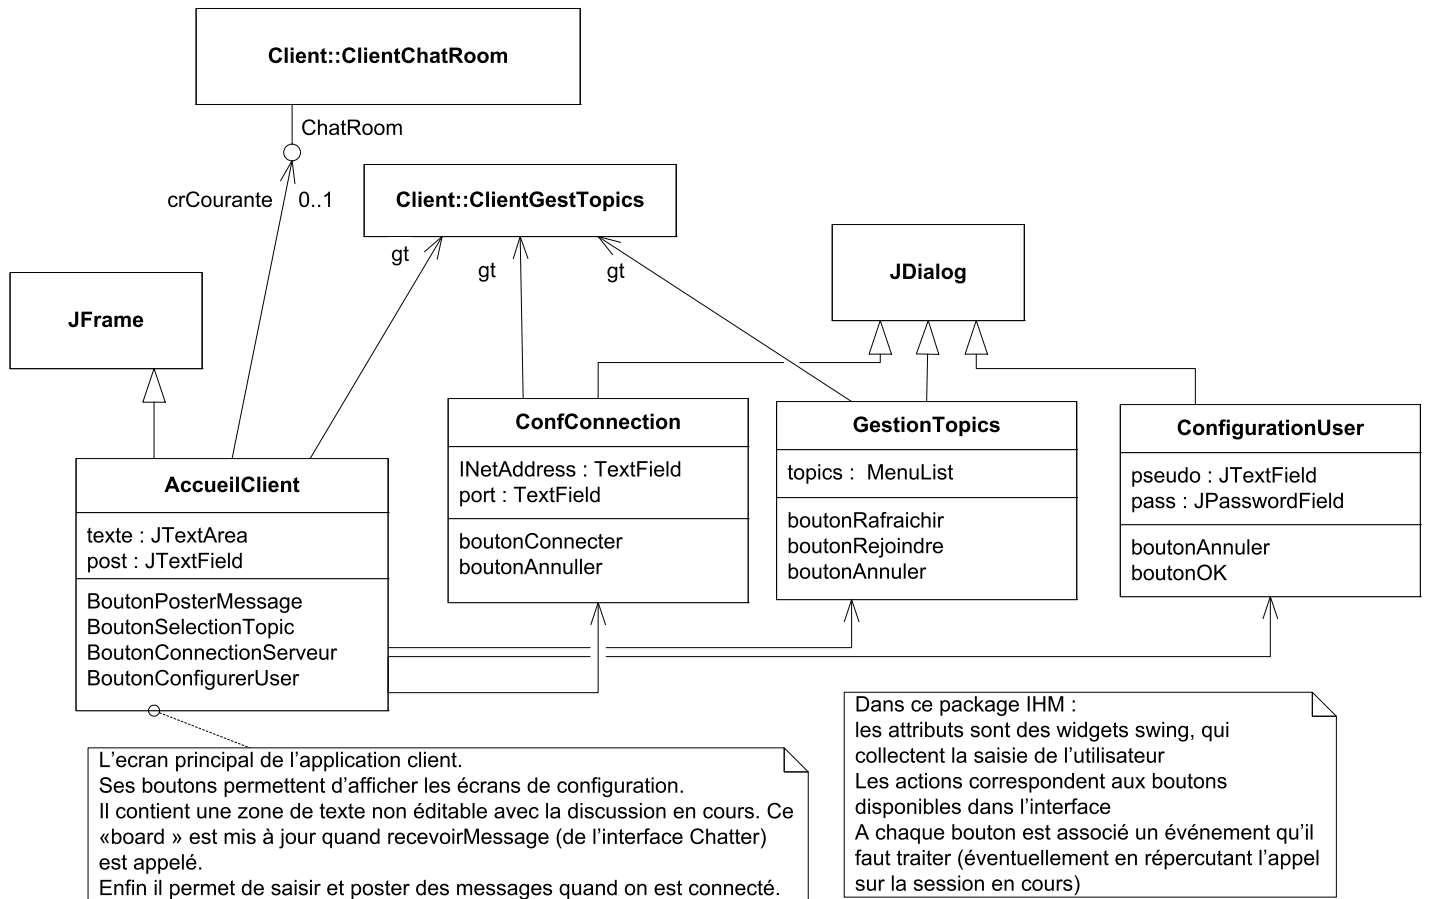 Client::ClientChatRoom
ChatRoom
crCourante
0..1
Client::ClientGestTopics
gt
gt
gt
JDialog
JFrame
ConfConnection
INetAddress : TextField
port : TextField
boutonConnecter
boutonAnnuller
GestionTopics
topics : MenuList
boutonRafraichir
boutonRejoindre
boutonAnnuler
ConfigurationUser
pseudo : JTextField
pass : JPasswordField
boutonAnnuler
boutonOK
AccueilClient
texte : JTextArea
post : JTextField
BoutonPosterMessage
BoutonSelectionTopic
BoutonConnectionServeur
BoutonConfigurerUser
L’ecran principal de l’application client.
Ses boutons permettent d’afficher les écrans de configuration.
Il contient une zone de texte non éditable avec la discussion en cours. Ce
«board » est mis à jour quand recevoirMessage (de l’interface Chatter)
est appelé.
Enfin il permet de saisir et poster des messages quand on est connecté.
Dans ce package IHM :
les attributs sont des widgets swing, qui
collectent la saisie de l’utilisateur
Les actions correspondent aux boutons
disponibles dans l’interface
A chaque bouton est associé un événement qu’il
faut traiter (éventuellement en répercutant l’appel
sur la session en cours)